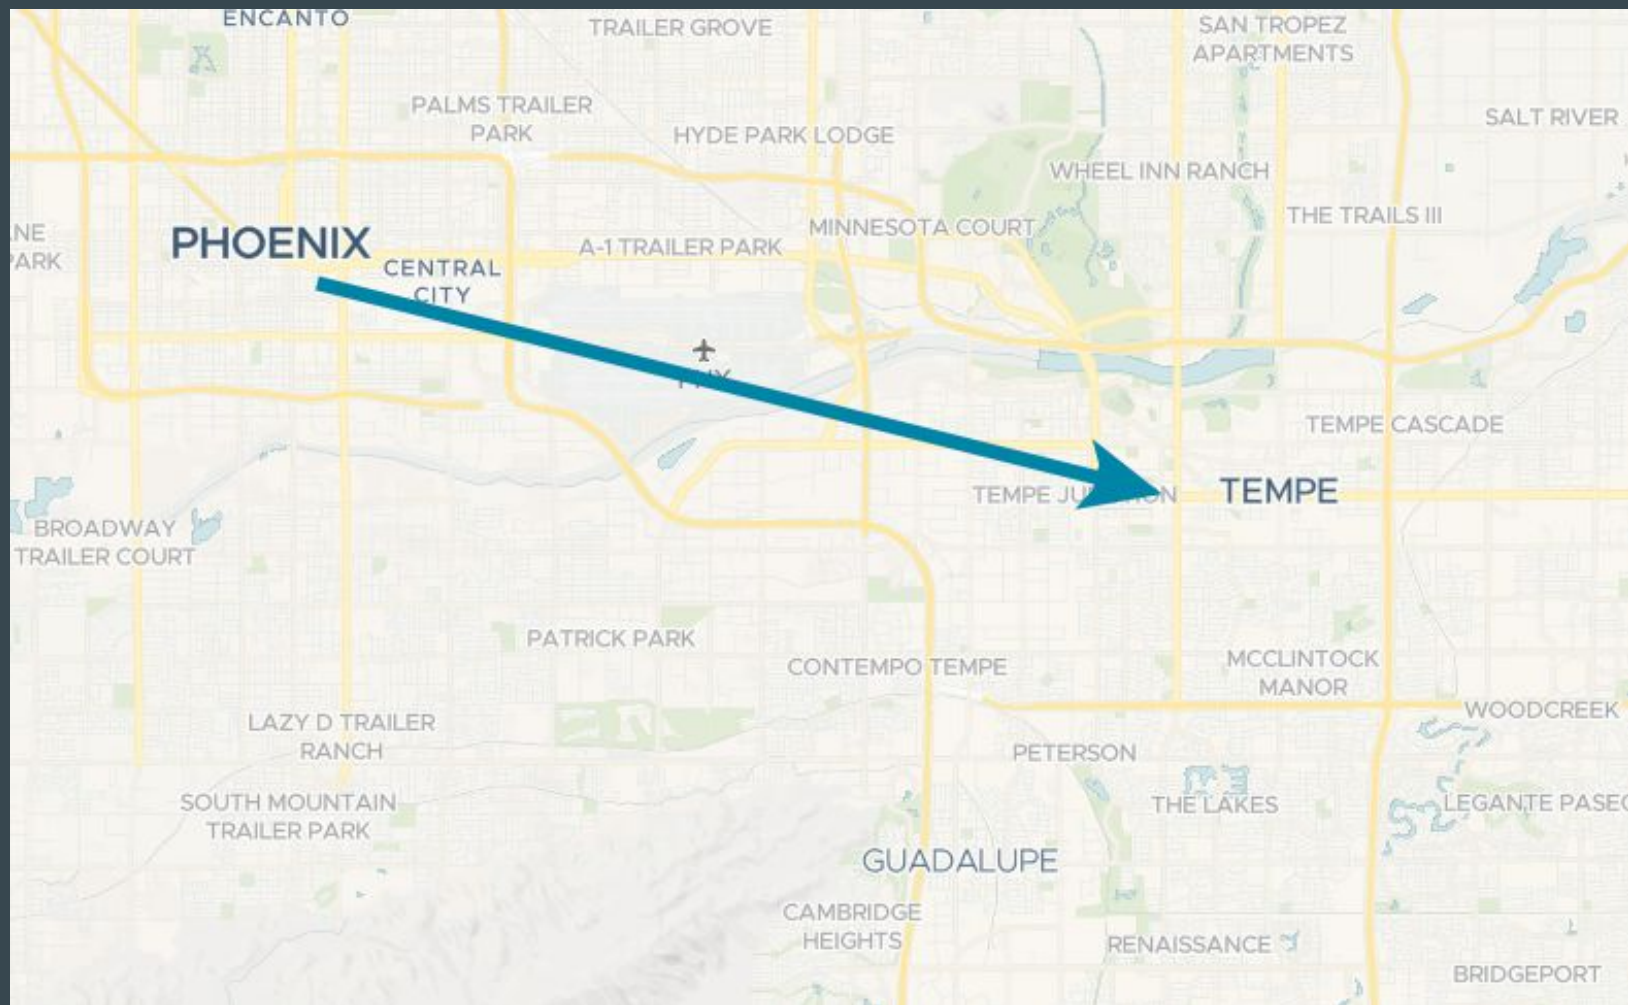 ENCANTO
TRAILER GROVE
SAN TROPEZ
APARTMENTS
PALMS TRAILER
PARK
HYDE PARK LODGE
SALT RIVER
WHEEL INN RANCH
THE TRAILS III
MINNESOTA COURT
PHOENIX
A-1 TRAILER PARK
CENTRAL
CITY
TEMPE CASCADE
TEMPE
BROADWAY
TRAILER COURT
PATRICK PARK
CONTEMPO TEMPE
MCCLINTOCK
MANOR
WOODCREEK
LAZY D TRAILER
RANCH
PETERSON
THE LAKES
LEGANTE PASEO
SOUTH MOUNTAIN
TRAILER PARK
GUADALUPE
CAMBRIDGE
HEIGHTS
RENAISSANCE
BRIDGEPORT